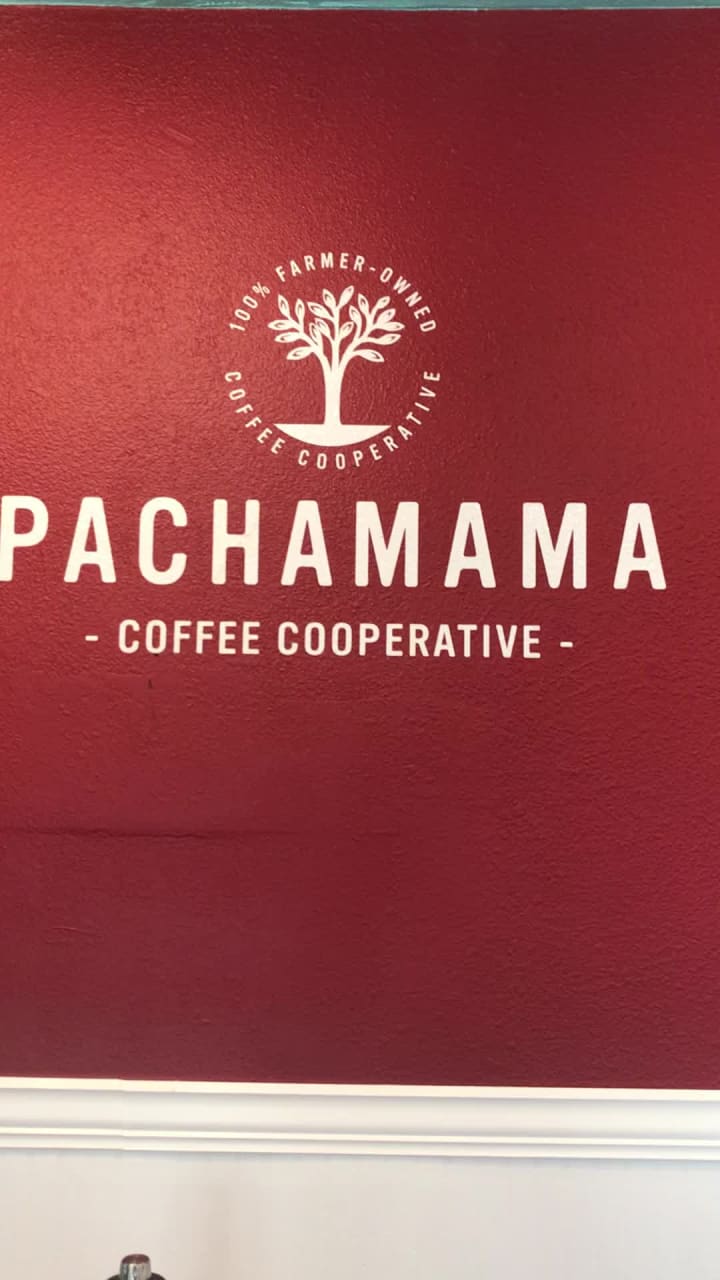 100% FARMER-OWNED
COFFEE COOPERATIVE
PACHAMAMA
- COFFEE COOPERATIVE -